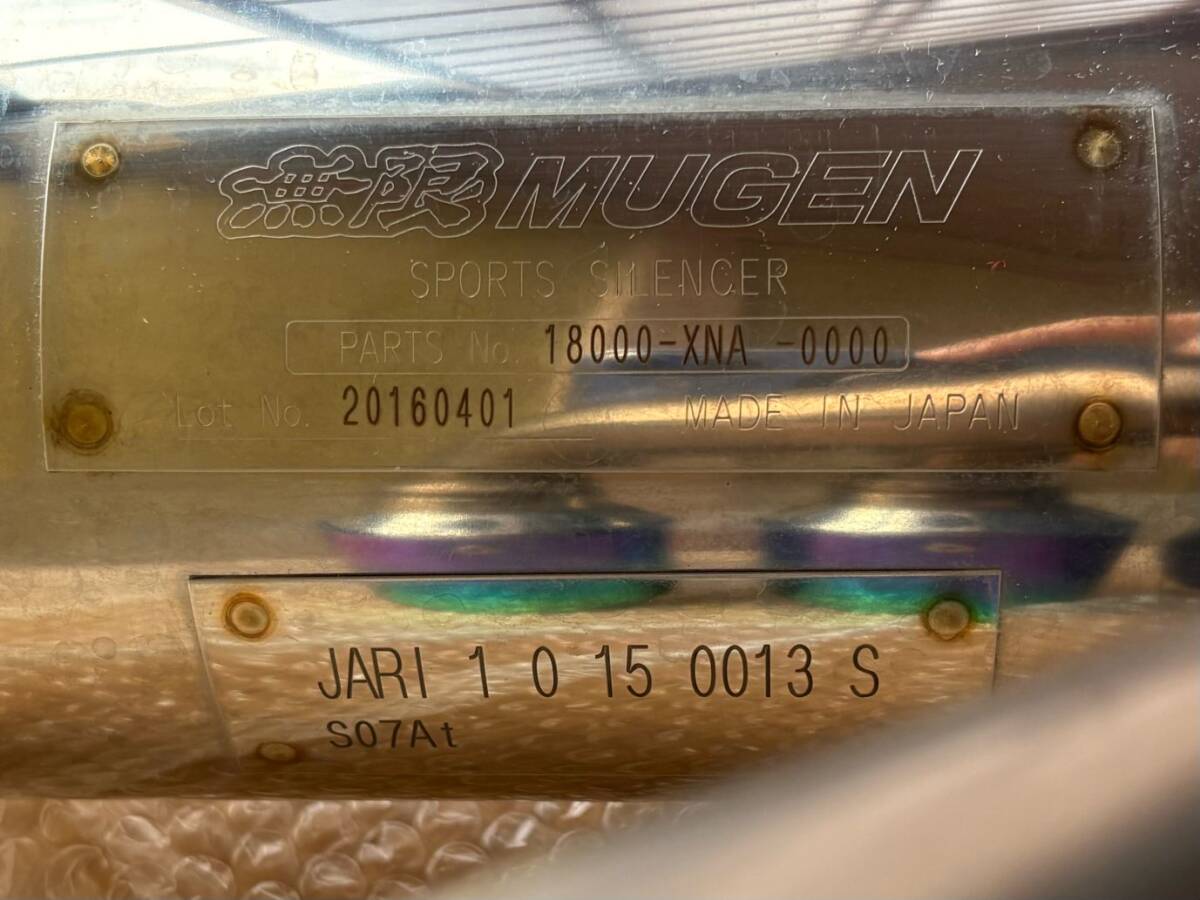 無限 MUGEN
SPORTS SILENCER
PARTS No. 18000-XNA -0000
Lot No. 20160401 MADE IN JAPAN
JARI 1 0 15 0013 S
S07At